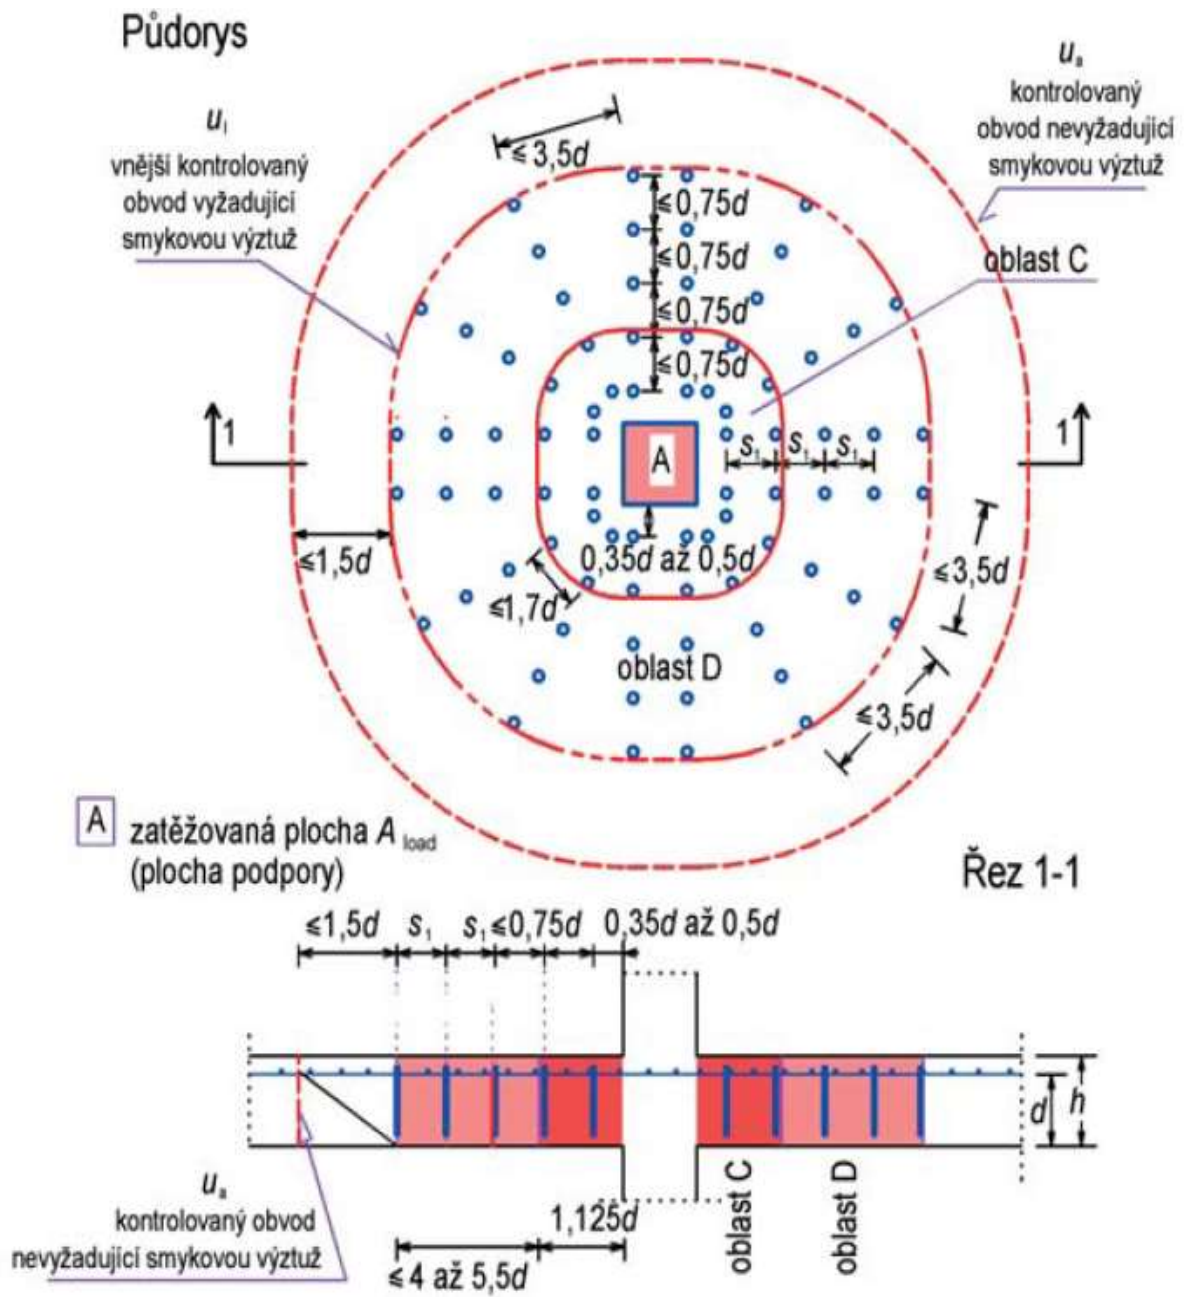 Půdorys
u_l
vnější kontrolovaný
obvod vyžadující
smykovou výztuž
u_a
kontrolovaný
obvod nevyžadující
smykovou výztuž
≤3,5d
≤0,75d
≤0,75d
≤0,75d
≤0,75d
oblast C
1
A
s₁
s₁
s₁
1
≤1,5d
0,35d až 0,5d
≤1,7d
≤3,5d
oblast D
≤3,5d
A zatěžovaná plocha A load
(plocha podpory)
Řez 1-1
≤1,5d s₁ s₁ ≤0,75d 0,35d až 0,5d
d h
u_a
kontrolovaný obvod
nevyžadující smykovou výztuž
1,125d
≤4 až 5,5d
oblast C
oblast D